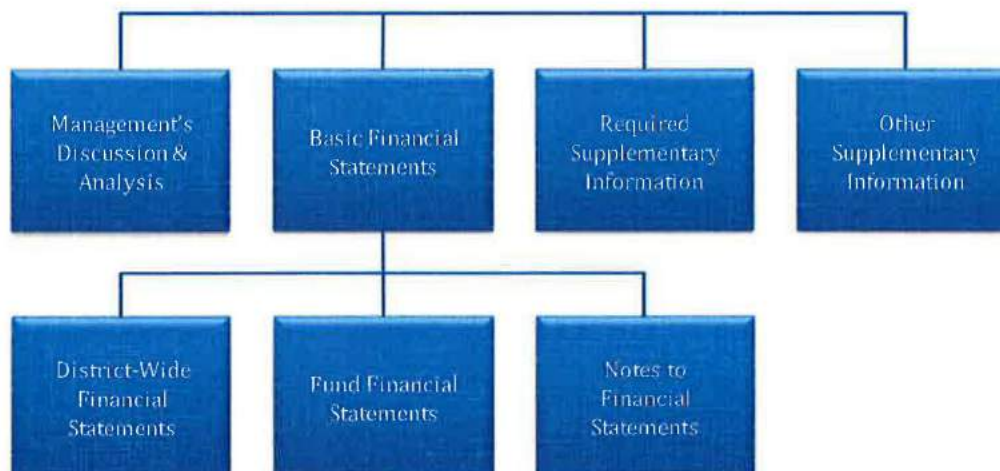 Management's
Discussion &
Analysis
Basic Financial
Statements
Required
Supplementary
Information
Other
Supplementary
Information
District-Wide
Financial
Statements
Fund Financial
Statements
Notes to
Financial
Statements